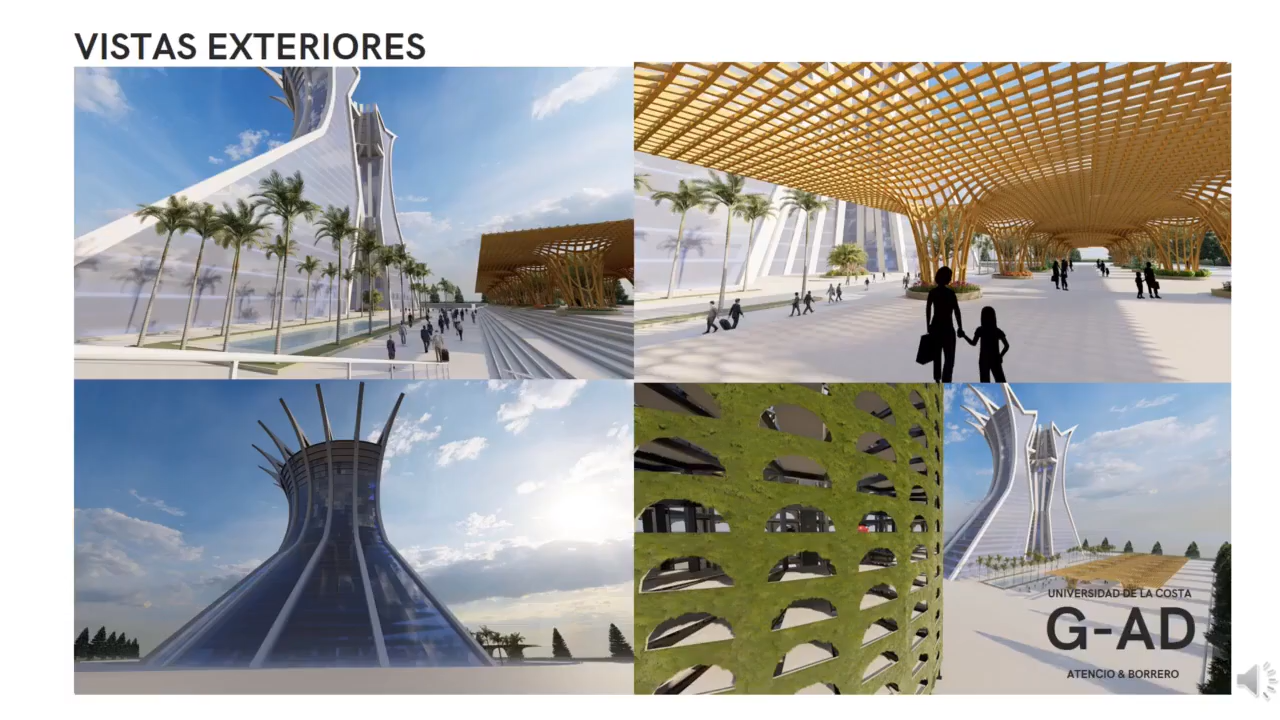 VISTAS EXTERIORES
UNIVERSIDAD DE LA COSTA
G-AD
ATENCIO & BORRERO